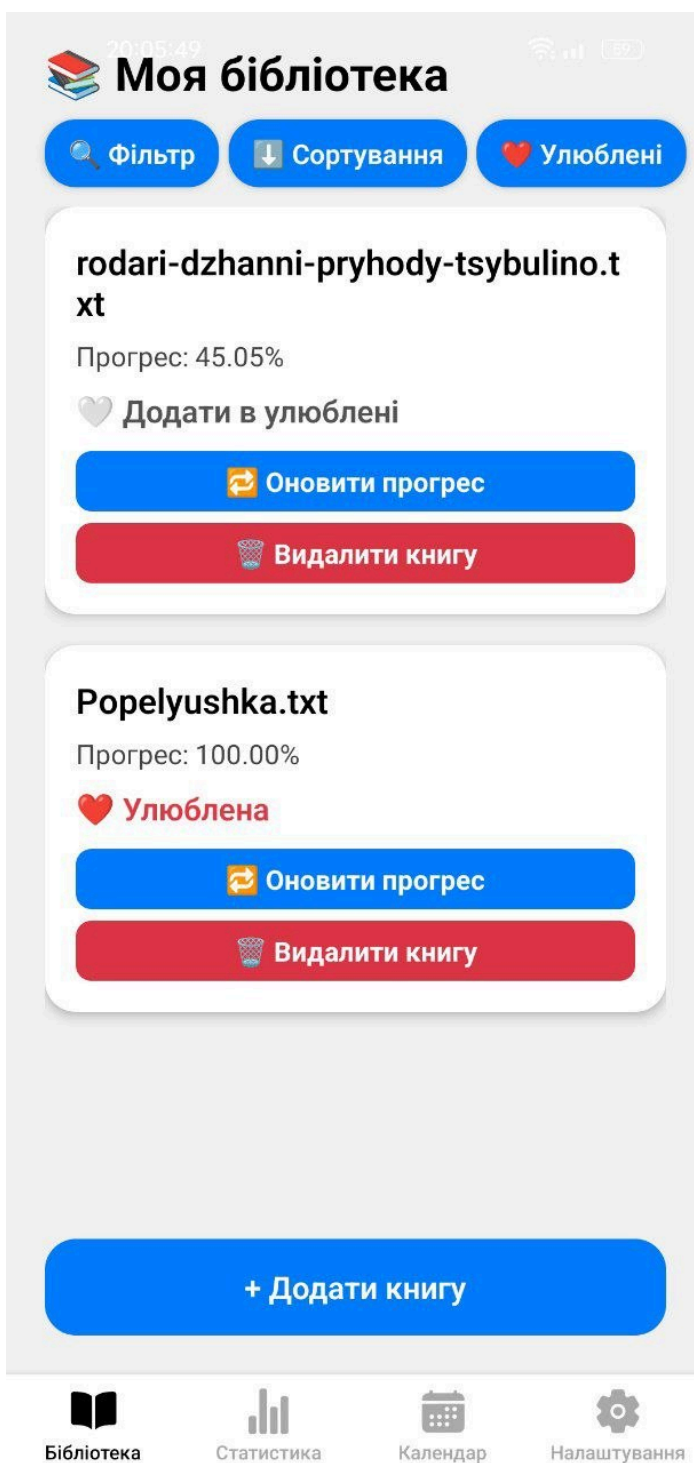 20:05:49
59
📚 Моя бібліотека
🔍 Фільтр
⬇️ Сортування
❤️ Улюблені
rodari-dzhanni-pryhody-tsybulino.t
xt
Прогрес: 45.05%
🤍 Додати в улюблені
🔁 Оновити прогрес
🗑️ Видалити книгу
Popelyushka.txt
Прогрес: 100.00%
❤️ Улюблена
🔁 Оновити прогрес
🗑️ Видалити книгу
+ Додати книгу
Бібліотека
Статистика
Календар
Налаштування